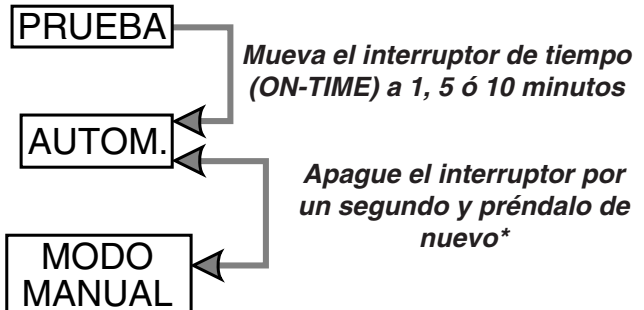 PRUEBA
Mueva el interruptor de tiempo
(ON-TIME) a 1, 5 ó 10 minutos
AUTOM.
Apague el interruptor por
un segundo y préndalo de
nuevo*
MODO
MANUAL